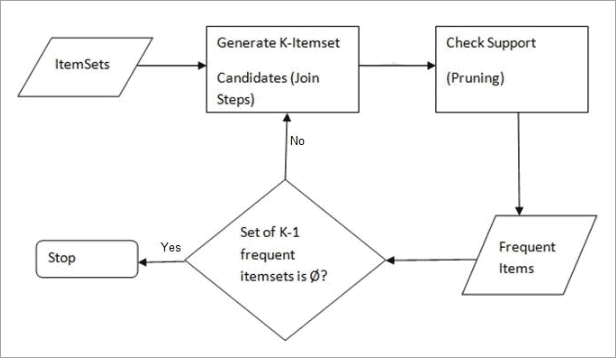 ItemSets
Generate K-Itemset
Candidates (Join
Steps)
Check Support
(Pruning)
No
Set of K-1
frequent
itemsets is Ø?
Yes
Stop
Frequent
Items